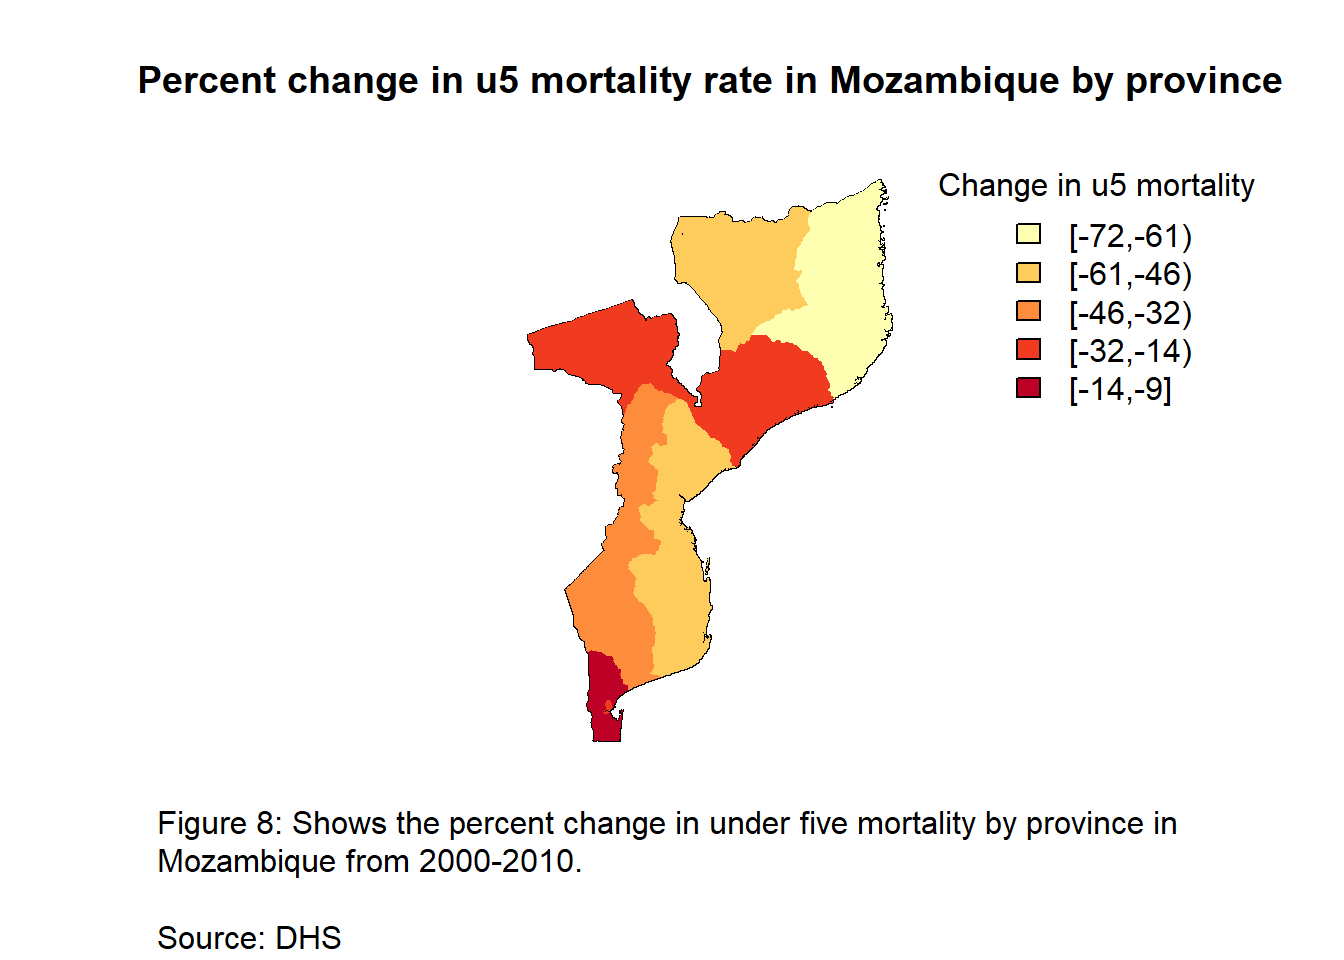 Percent change in u5 mortality rate in Mozambique by province
Change in u5 mortality
[-72,-61)
[-61,-46)
[-46,-32)
[-32,-14)
[-14,-9]
Figure 8: Shows the percent change in under five mortality by province in
Mozambique from 2000-2010.
Source: DHS